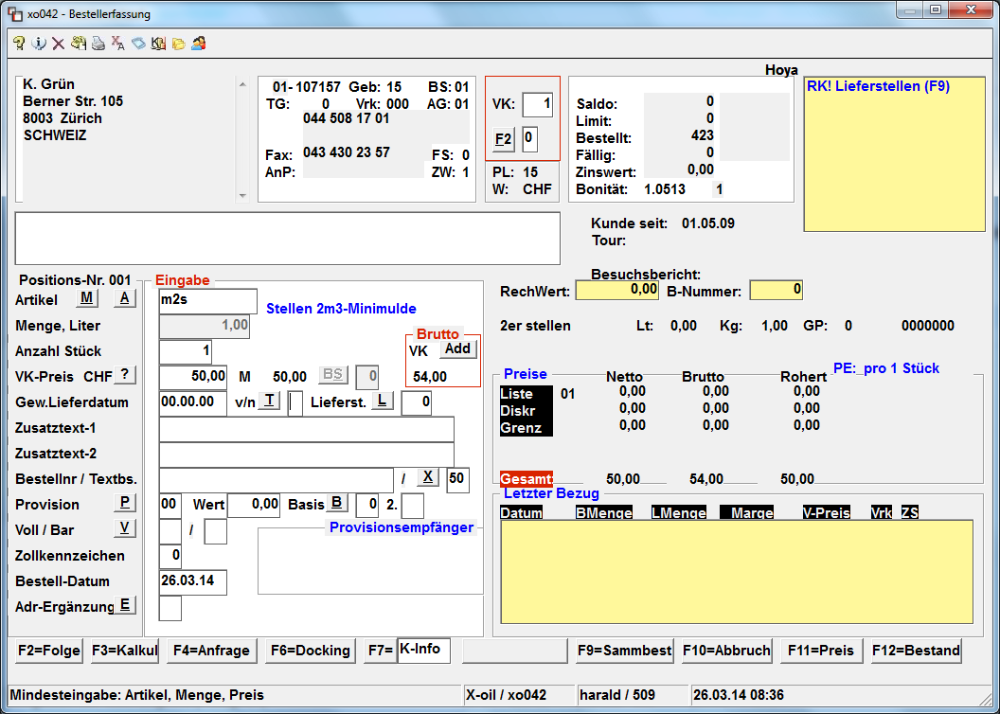 xo042 - Bestellerfassung
Hoya
K. Grün
Berner Str. 105
8003 Zürich
SCHWEIZ
01- 107157 Geb: 15 BS: 01
TG: 0 Vrk: 000 AG: 01
044 508 17 01
Fax: 043 430 23 57 FS: 0
AnP: ZW: 1
VK: 1
F2 0
PL: 15
W: CHF
Saldo: 0
Limit: 0
Bestellt: 423
Fällig: 0
Zinswert: 0,00
Bonität: 1.0513 1
RK! Lieferstellen (F9)
Kunde seit: 01.05.09
Tour:
Besuchsbericht:
RechWert: 0,00 B-Nummer: 0
Positions-Nr. 001 Eingabe
Artikel M A m2s Stellen 2m3-Minimulde
Menge, Liter 1,00
Anzahl Stück 1
Brutto
VK Add
54,00
VK-Preis CHF ? 50,00 M 50,00 BS 0
Gew.Lieferdatum 00.00.00 v/n T Lieferst. L 0
Zusatztext-1
Zusatztext-2
Bestellnr / Textbs. / X 50
Provision P 00 Wert 0,00 Basis B 0 2.
Voll / Bar V /
Provisionsempfänger
Zollkennzeichen 0
Bestell-Datum 26.03.14
Adr-Ergänzung E
2er stellen Lt: 0,00 Kg: 1,00 GP: 0 0000000
Preise PE:_pro 1 Stück
Netto Brutto Rohert
Liste 01 0,00 0,00 0,00
Diskr 0,00 0,00 0,00
Grenz 0,00 0,00 0,00
Gesamt: 50,00 54,00 50,00
Letzter Bezug
Datum BMenge LMenge Marge V-Preis Vrk ZS
F2=Folge F3=Kalkul F4=Anfrage F6=Docking F7= K-Info F9=Sammbest F10=Abbruch F11=Preis F12=Bestand
Mindesteingabe: Artikel, Menge, Preis X-oil / xo042 harald / 509 26.03.14 08:36